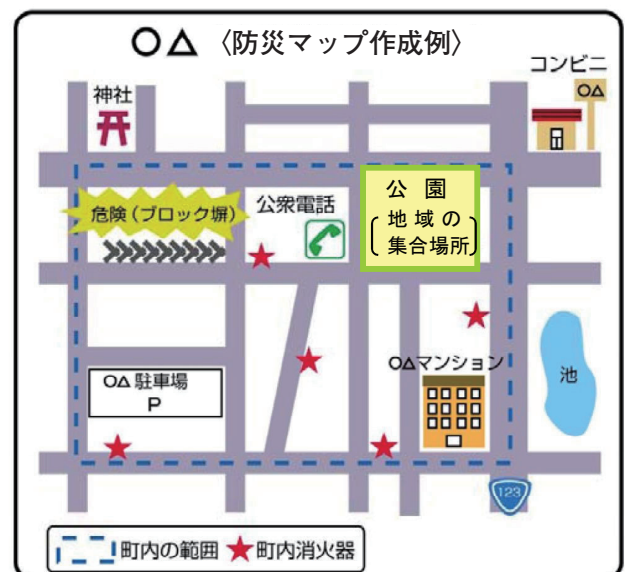 〇△ 〈防災マップ作成例〉
コンビニ
〇△
神社
公園
地域の
集合場所
危険(ブロック塀)
公衆電話
〇△マンション
池
〇△ 駐車場
P
123
町内の範囲 ★町内消火器